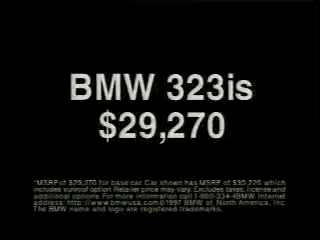 BMW 323is
$29,270
*MSRP of $29,270 for base car. Car shown has MSRP of $30,220 which
includes sunroof option. Retailer price may vary. Excludes taxes, license and
additional options. For more information call 1-800-334-4BMW. Internet
address: http://www.bmwusa.com ©1997 BMW of North America, Inc.
The BMW name and logo are registered trademarks.